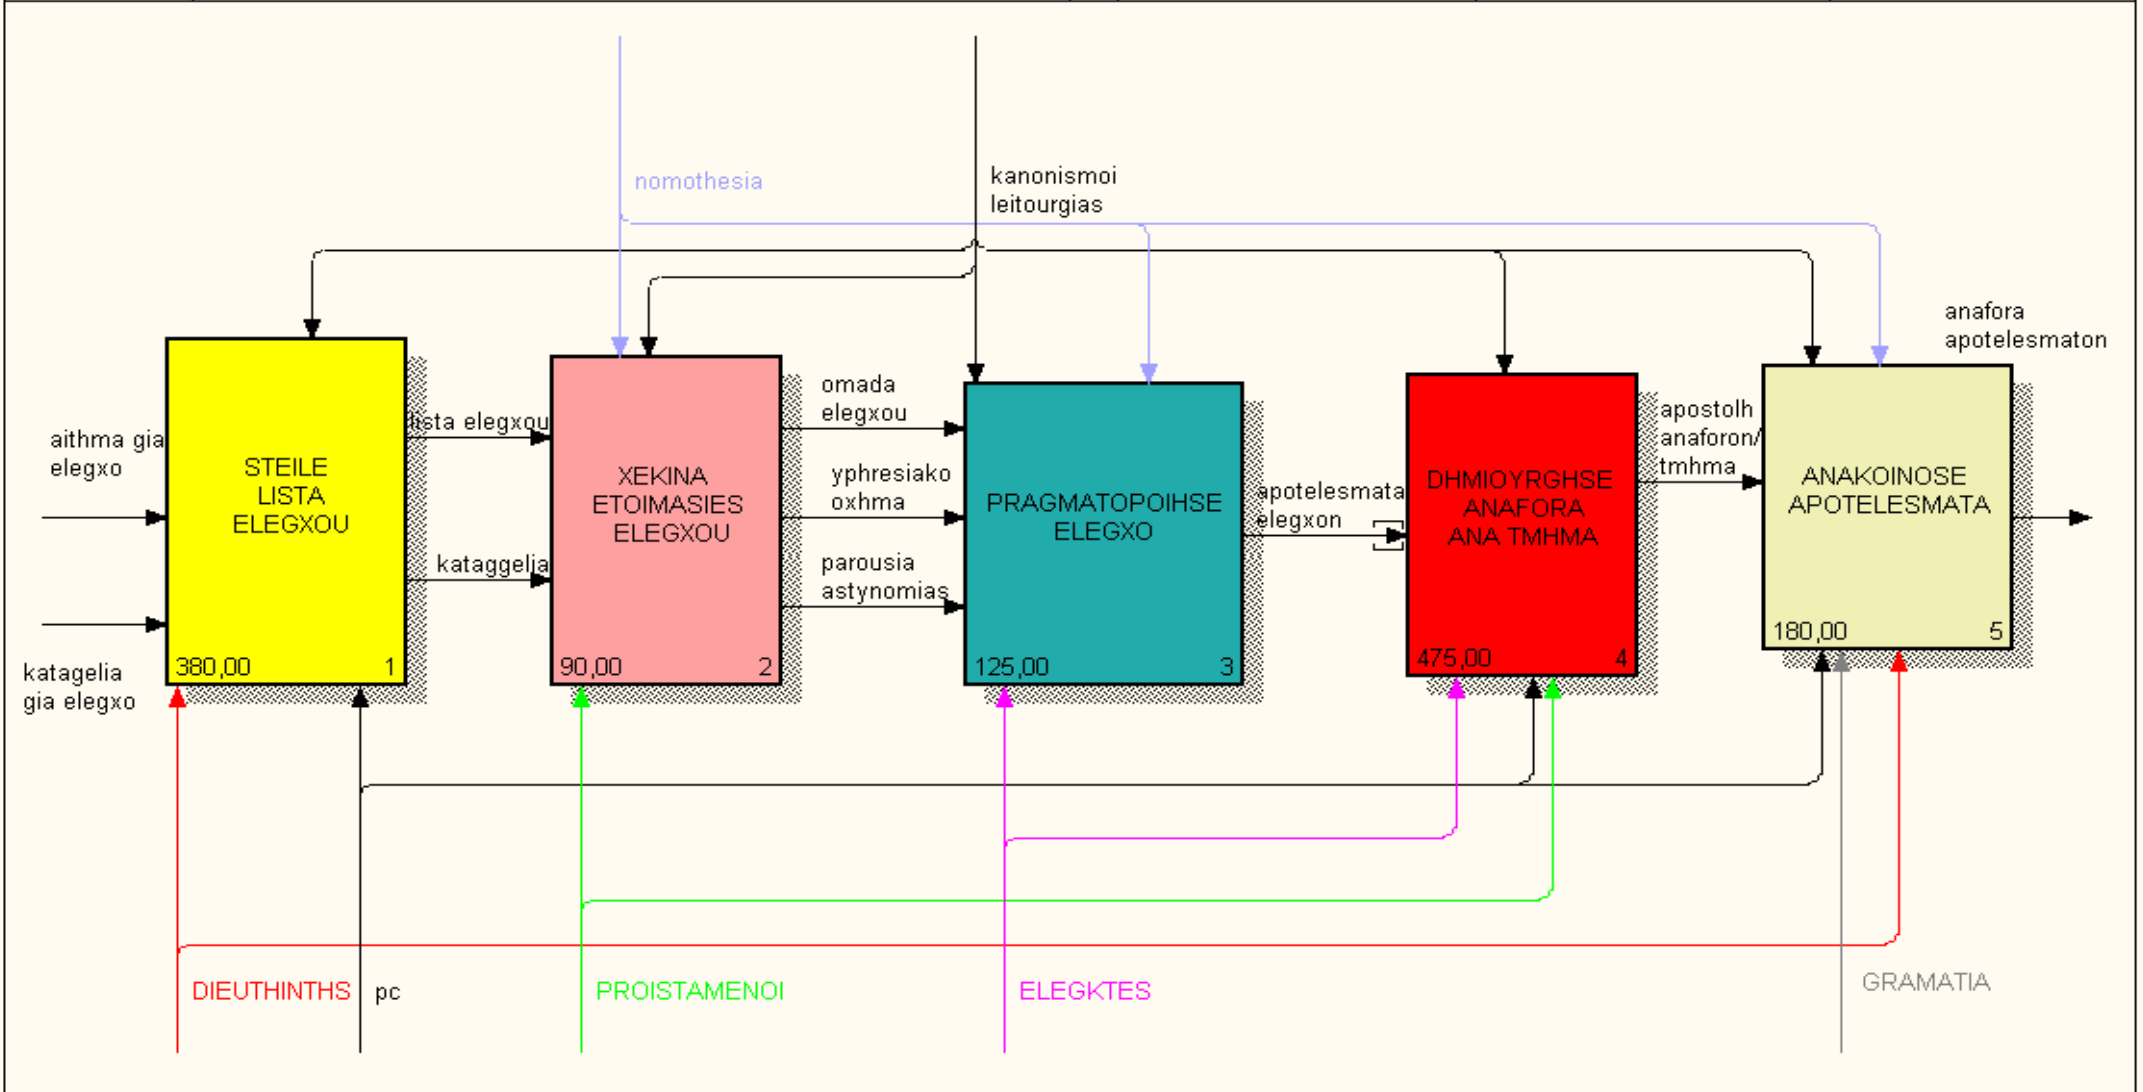 nomothesia
kanonismoi
leitourgias
anafora
apotelesmaton
aithma gia
elegxo
katagelia
gia elegxo
STEILE
LISTA
ELEGXOU
380,00 1
lista elegxou
kataggelia
XEKINA
ETOIMASIES
ELEGXOU
90,00 2
omada
elegxou
yphresiako
oxhma
parousia
astynomias
PRAGMATOPOIHSE
ELEGXO
125,00 3
apotelesmata
elegxon
DHMIOYRGHSE
ANAFORA
ANA TMHMA
475,00 4
apostolh
anaforon/
tmhma
ANAKOINOSE
APOTELESMATA
180,00 5
DIEUTHINTHS
pc
PROISTAMENOI
ELEGKTES
GRAMATIA